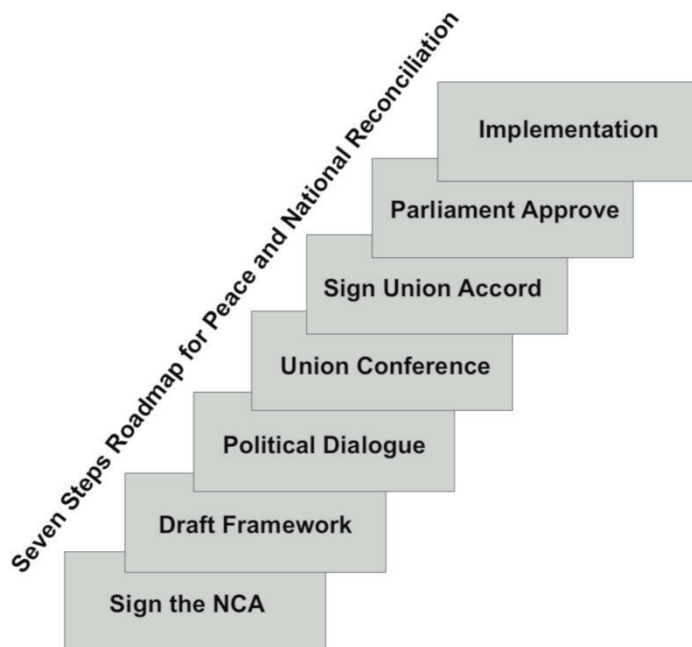 Seven Steps Roadmap for Peace and National Reconciliation
Implementation
Parliament Approve
Sign Union Accord
Union Conference
Political Dialogue
Draft Framework
Sign the NCA